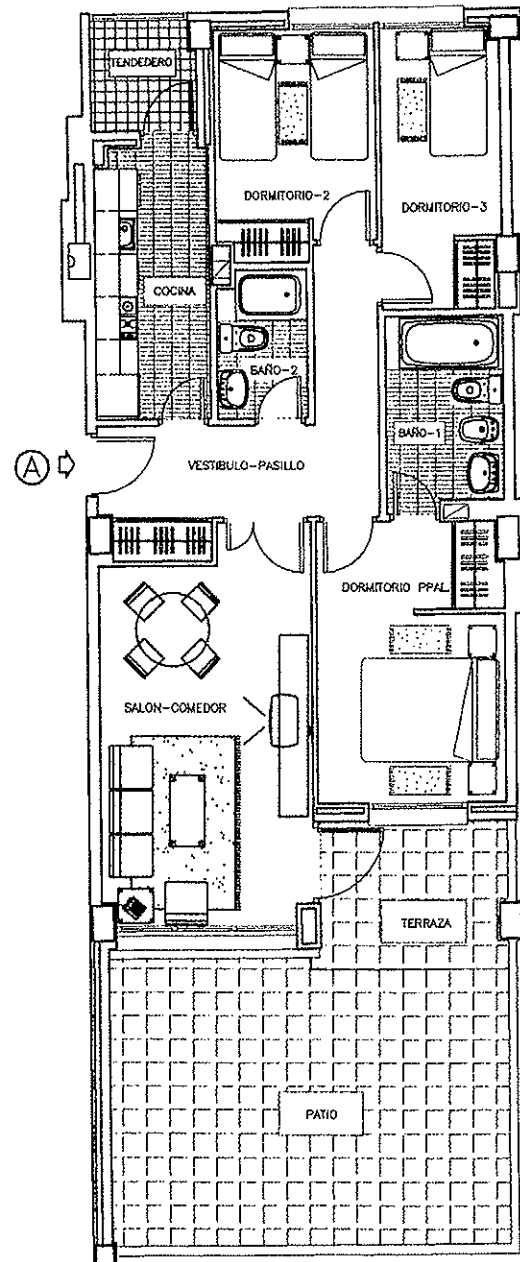 TENDEDERO
DORMITORIO-2
DORMITORIO-3
COCINA
BAÑO-2
BAÑO-1
A
VESTIBULO-PASILLO
DORMITORIO PPAL
SALON-COMEDOR
TERRAZA
PATIO